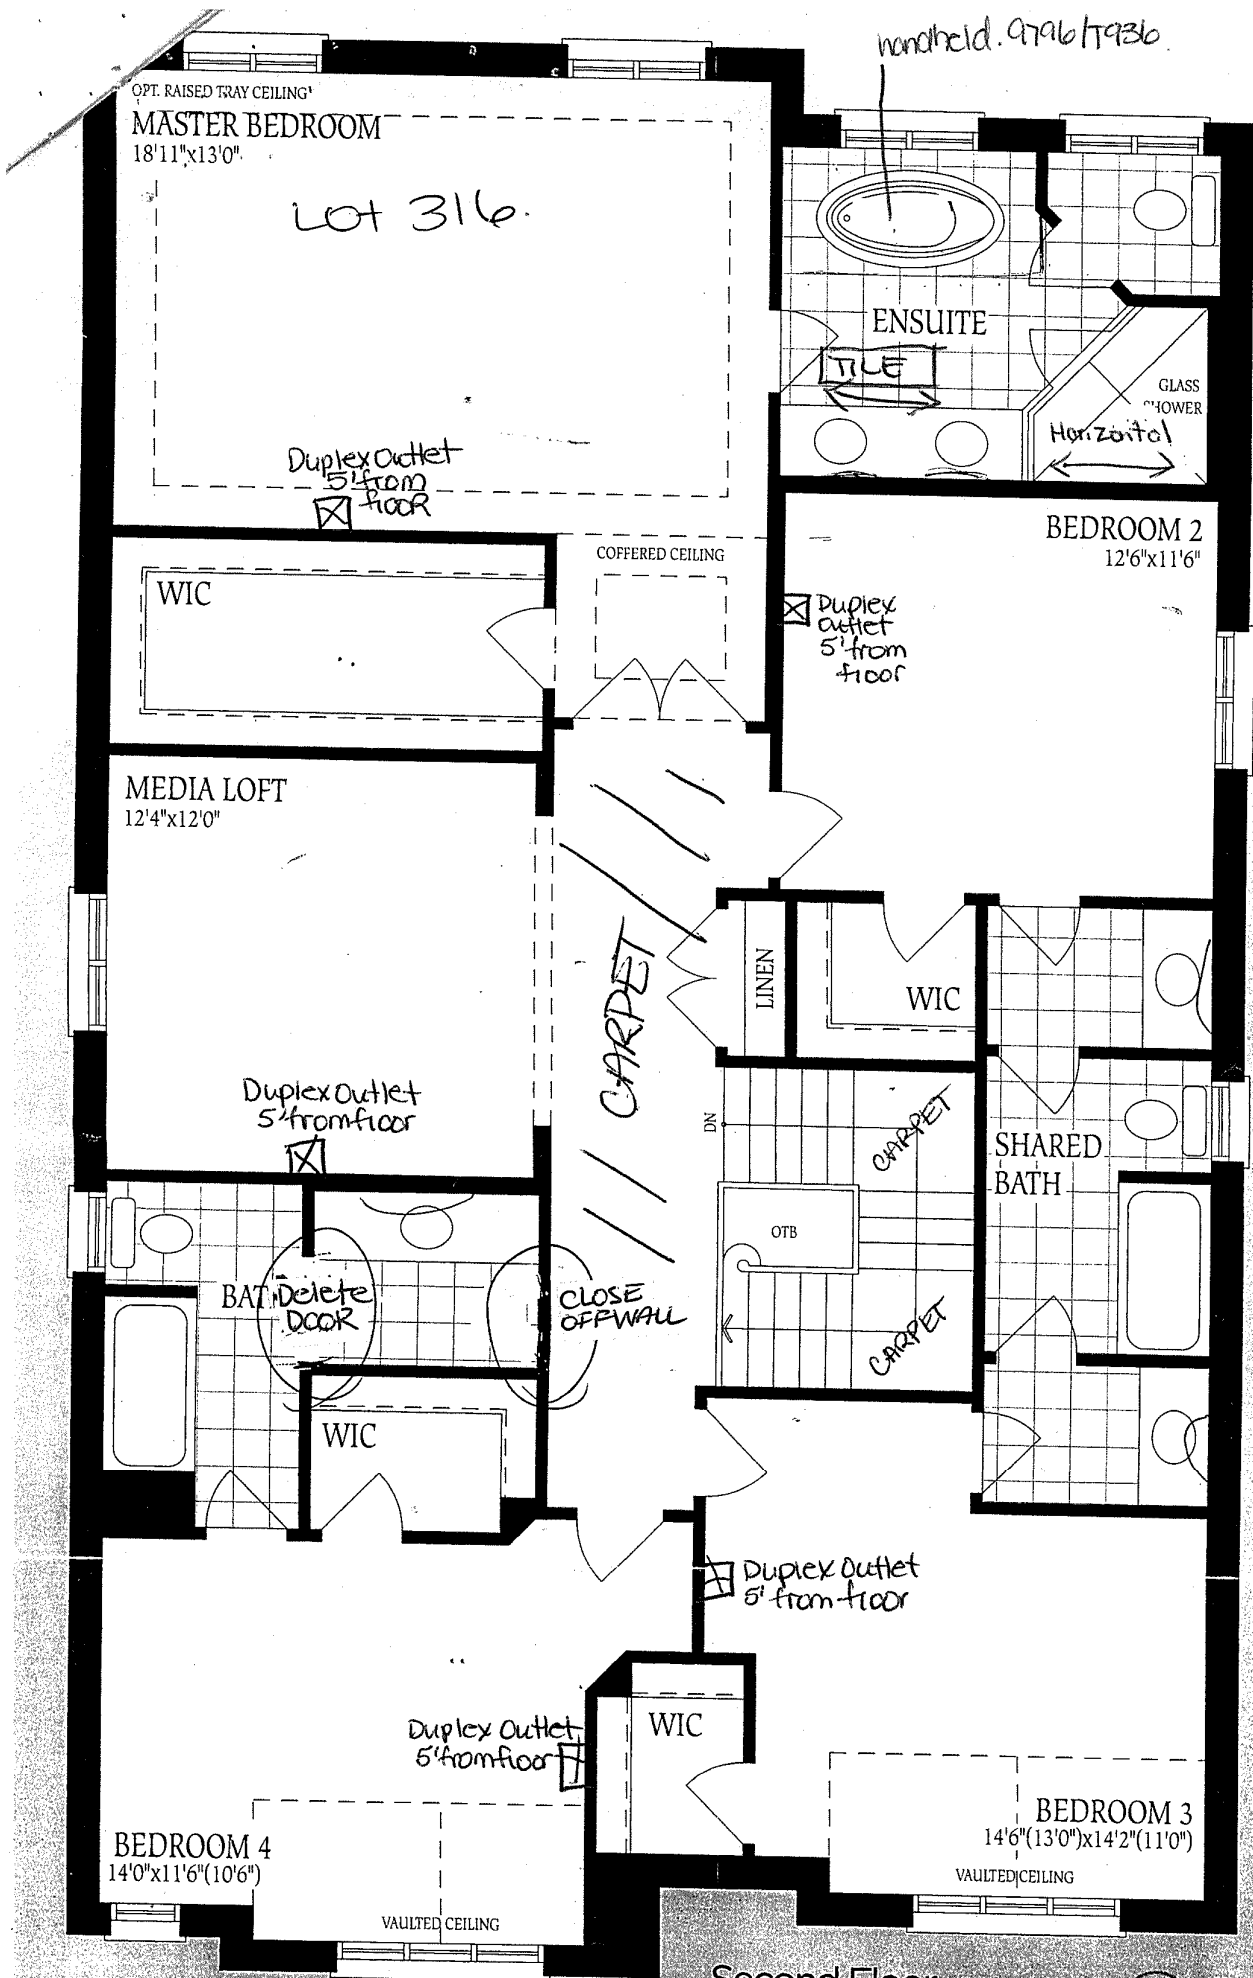 handheld. 9796/T936.
OPT. RAISED TRAY CEILING
MASTER BEDROOM
18'11"x13'0"
LOT 316.
ENSUITE
TILE
GLASS
SHOWER
Horizontal
Duplex Outlet
5' from
floor
BEDROOM 2
12'6"x11'6"
COFFERED CEILING
WIC
Duplex
Outlet
5' from
floor
MEDIA LOFT
12'4"x12'0"
CARPET
LINEN
WIC
Duplex Outlet
5' from floor
DN
CARPET
SHARED
BATH
OTB
BAT
Delete
DOOR
CLOSE
OFF WALL
CARPET
WIC
Duplex Outlet
5' from floor
Duplex Outlet
5' from floor
WIC
BEDROOM 3
14'6"(13'0")x14'2"(11'0")
VAULTED CEILING
BEDROOM 4
14'0"x11'6"(10'6")
VAULTED CEILING
Second Floor